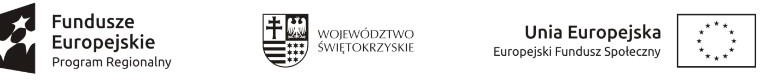 Fundusze
Europejskie
Program Regionalny
WOJEWÓDZTWO
ŚWIĘTOKRZYSKIE
Unia Europejska
Europejski Fundusz Społeczny